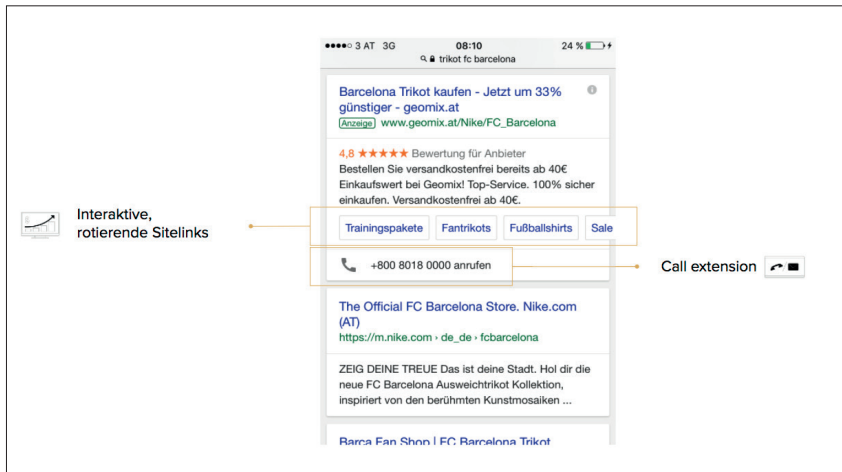 3 AT 3G 08:10 24 %
trikot fc barcelona
Barcelona Trikot kaufen - Jetzt um 33%
günstiger - geomix.at
Anzeige www.geomix.at/Nike/FC_Barcelona
4,8 ★★★★★ Bewertung für Anbieter
Bestellen Sie versandkostenfrei bereits ab 40€
Einkaufswert bei Geomix! Top-Service. 100% sicher
einkaufen. Versandkostenfrei ab 40€.
Interaktive,
rotierende Sitelinks
Trainingspakete Fantrikots Fußballshirts Sale
+800 8018 0000 anrufen
Call extension
The Official FC Barcelona Store. Nike.com
(AT)
https://m.nike.com › de_de › fcbarcelona
ZEIG DEINE TREUE Das ist deine Stadt. Hol dir die
neue FC Barcelona Ausweichtrikot Kollektion,
inspiriert von den berühmten Kunstmosaiken ...
Barca Fan Shop | FC Barcelona Trikot